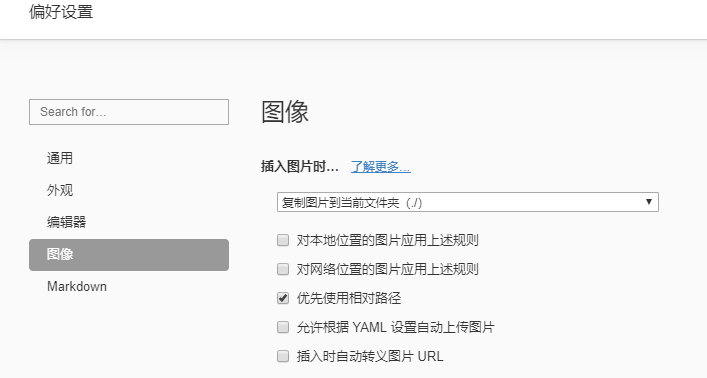 偏好设置
Search for...
图像
通用
外观
编辑器
图像
Markdown
插入图片时... 了解更多...
复制图片到当前文件夹 (./)
对本地位置的图片应用上述规则
对网络位置的图片应用上述规则
优先使用相对路径
允许根据 YAML 设置自动上传图片
插入时自动转义图片 URL